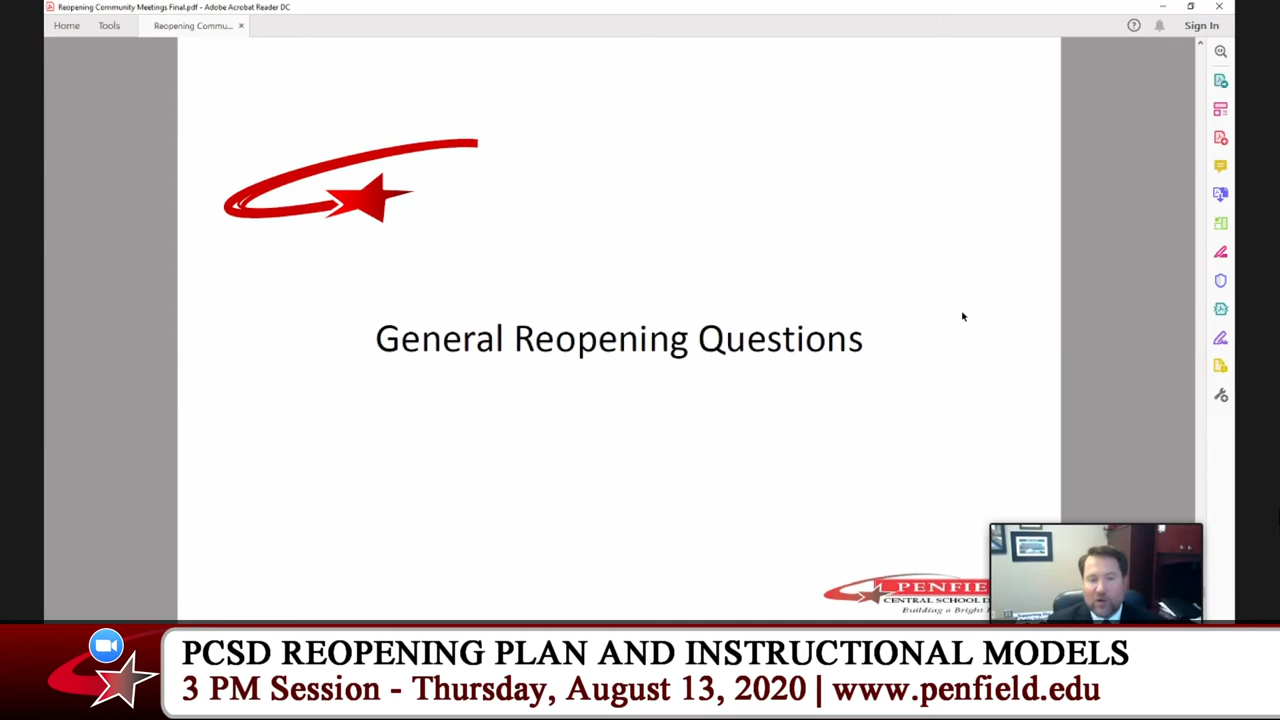 Reopening Community Meetings Final.pdf - Adobe Acrobat Reader DC
Home Tools Reopening Commu... × Sign In
General Reopening Questions
PENFIE
CENTRAL SCHOOL D
Building a Bright
PCSD REOPENING PLAN AND INSTRUCTIONAL MODELS
3 PM Session - Thursday, August 13, 2020 | www.penfield.edu